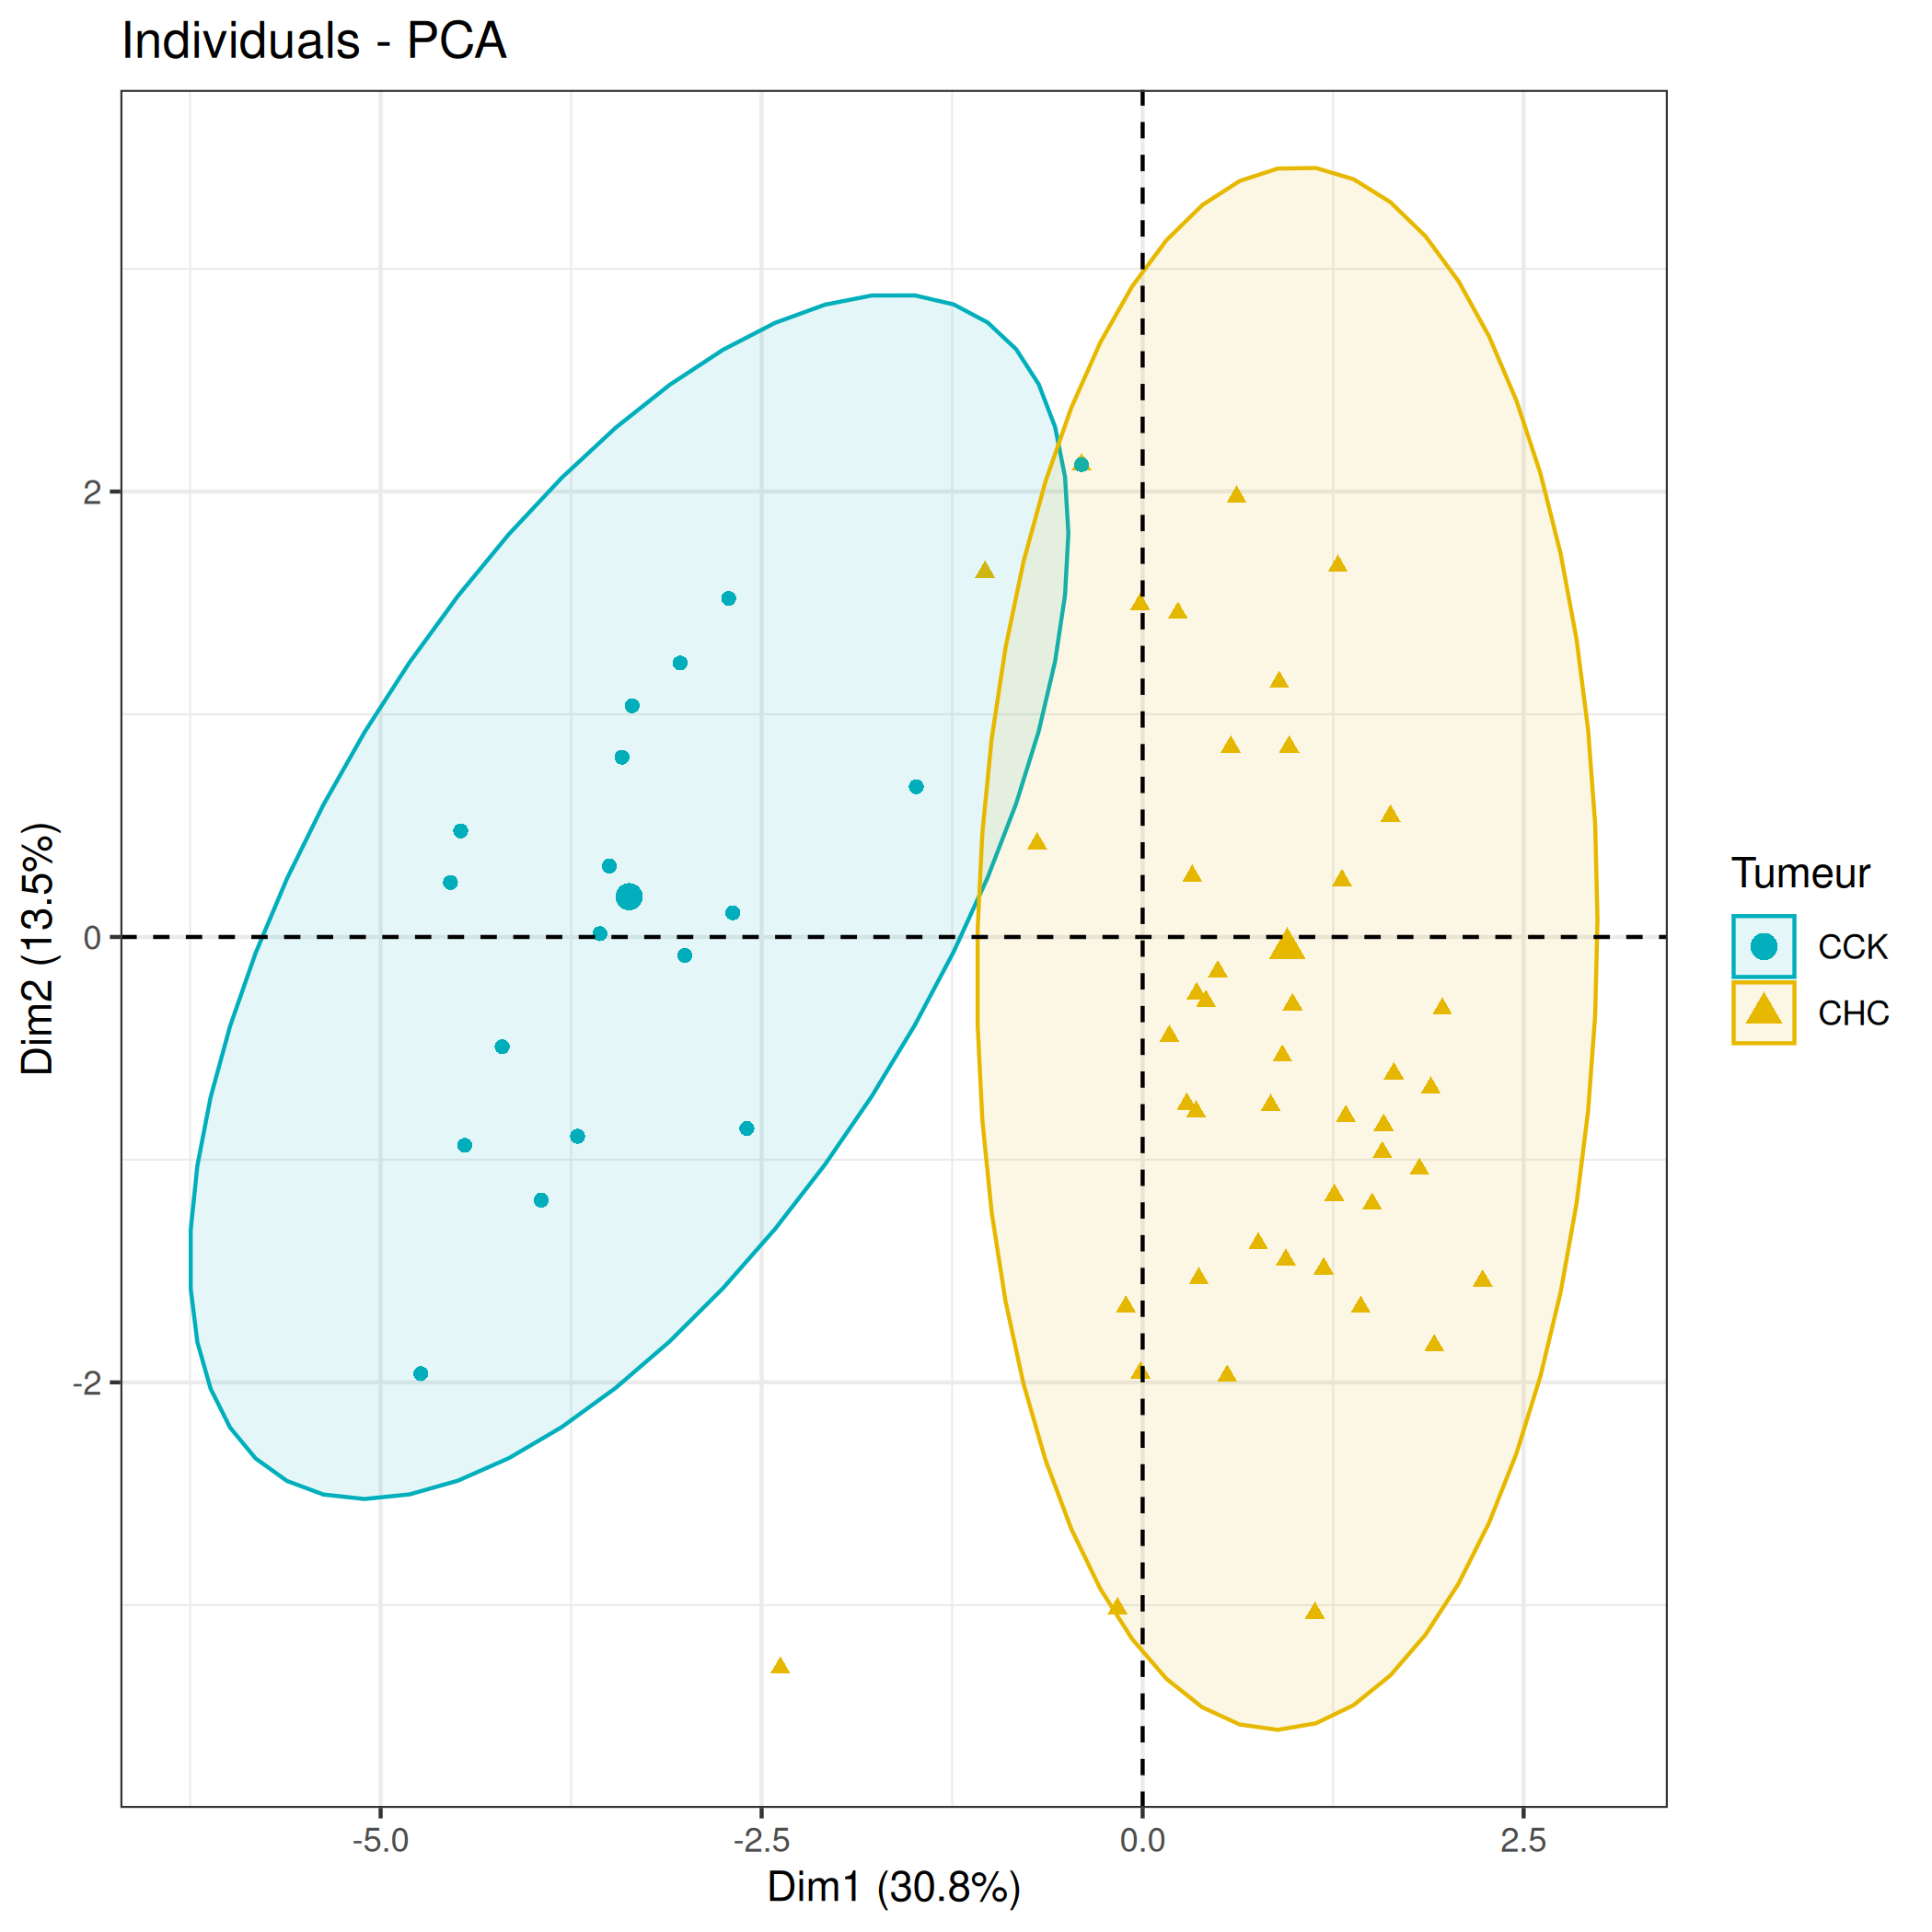 Individuals - PCA
2
0
-2
Dim2 (13.5%)
-5.0
-2.5
0.0
2.5
Dim1 (30.8%)
Tumeur
CCK
CHC